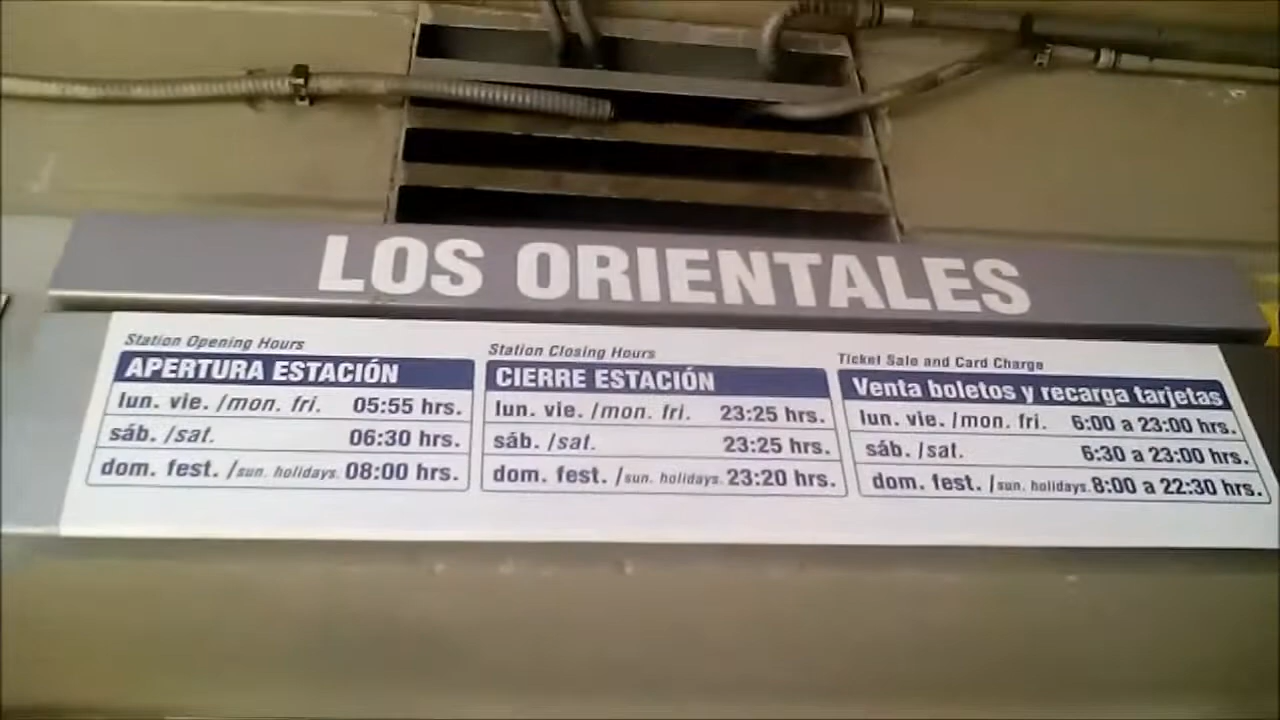 LOS ORIENTALES
Station Opening Hours
APERTURA ESTACIÓN
lun. vie. /mon. fri. 05:55 hrs.
sáb. /sat. 06:30 hrs.
dom. fest. /sun. holidays. 08:00 hrs.
Station Closing Hours
CIERRE ESTACIÓN
lun. vie. /mon. fri. 23:25 hrs.
sáb. /sat. 23:25 hrs.
dom. fest. /sun. holidays. 23:20 hrs.
Ticket Sale and Card Charge
Venta boletos y recarga tarjetas
lun. vie. /mon. fri. 6:00 a 23:00 hrs.
sáb. /sat. 6:30 a 23:00 hrs.
dom. fest. /sun. holidays. 8:00 a 22:30 hrs.